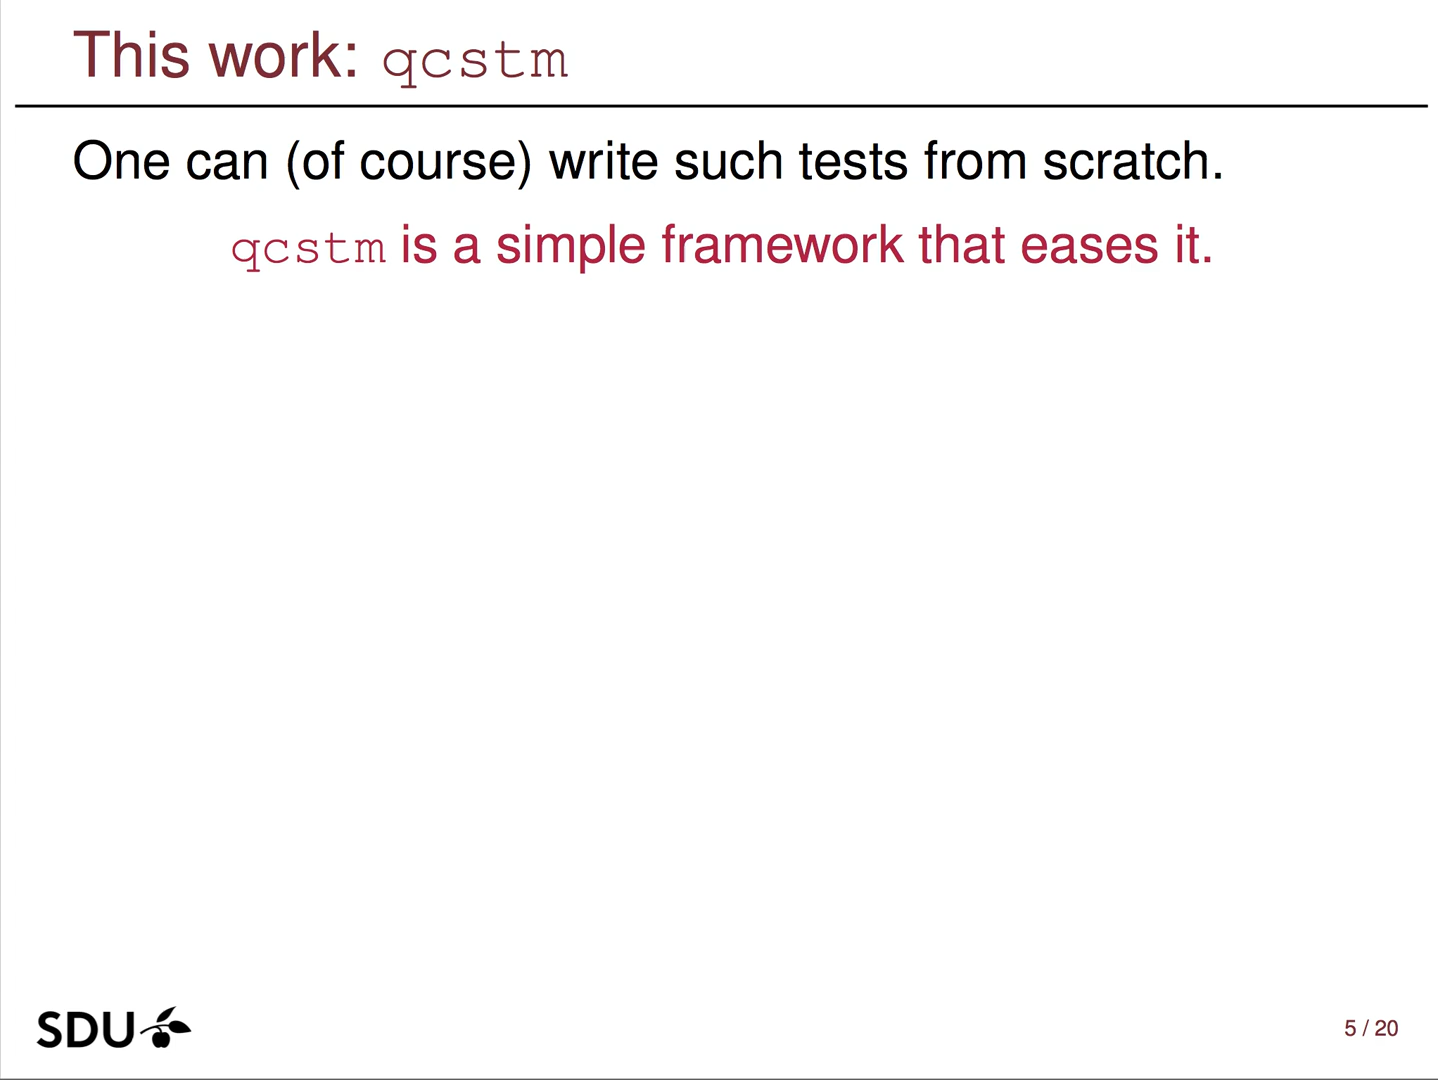 This work: qcstm
One can (of course) write such tests from scratch.
qcstm is a simple framework that eases it.
SDU
5 / 20